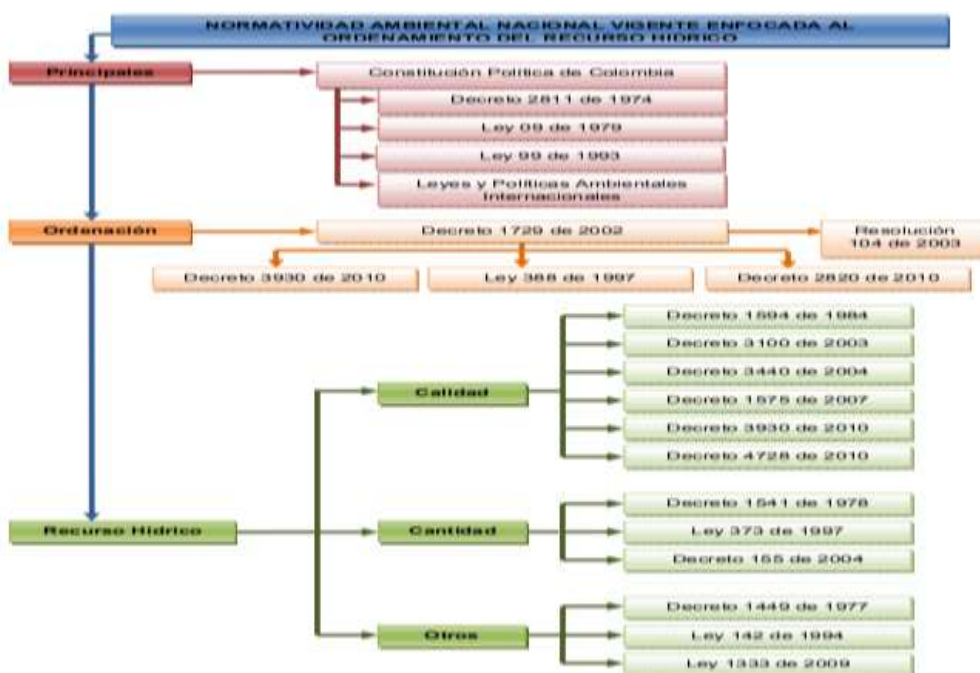 NORMATIVIDAD AMBIENTAL NACIONAL VIGENTE ENFOCADA AL
ORDENAMIENTO DEL RECURSO HIDRICO
Principales
Constitución Política de Colombia
Decreto 2811 de 1974
Ley 09 de 1979
Ley 99 de 1993
Leyes y Políticas Ambientales
Internacionales
Ordenación
Decreto 1729 de 2002
Resolución
104 de 2003
Decreto 3930 de 2010
Ley 388 de 1997
Decreto 2820 de 2010
Recurso Hídrico
Calidad
Decreto 1594 de 1984
Decreto 3100 de 2003
Decreto 3440 de 2004
Decreto 1575 de 2007
Decreto 3930 de 2010
Decreto 4728 de 2010
Cantidad
Decreto 1541 de 1978
Ley 373 de 1997
Decreto 155 de 2004
Otros
Decreto 1449 de 1977
Ley 142 de 1994
Ley 1333 de 2009